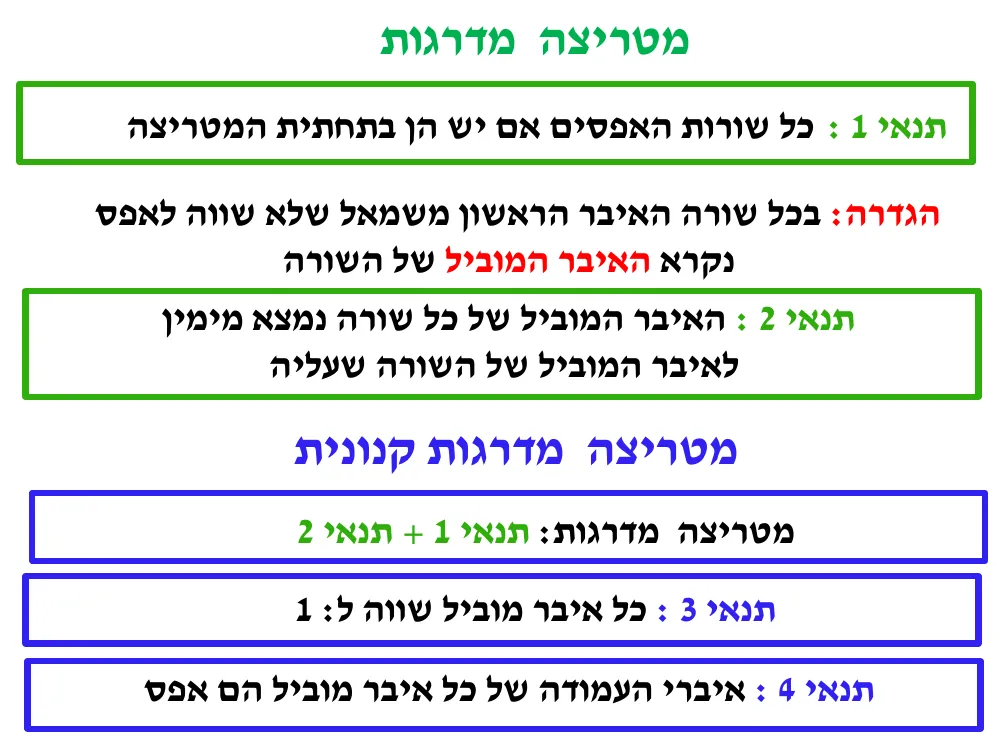 מטריצה מדרגות
תנאי 1 : כל שורות האפסים אם יש הן בתחתית המטריצה
הגדרה: בכל שורה האיבר הראשון משמאל שלא שווה לאפס
נקרא האיבר המוביל של השורה
תנאי 2 : האיבר המוביל של כל שורה נמצא מימין
לאיבר המוביל של השורה שעליה
מטריצה מדרגות קנונית
מטריצה מדרגות: תנאי 1 + תנאי 2
תנאי 3 : כל איבר מוביל שווה ל: 1
תנאי 4 : איברי העמודה של כל איבר מוביל הם אפס